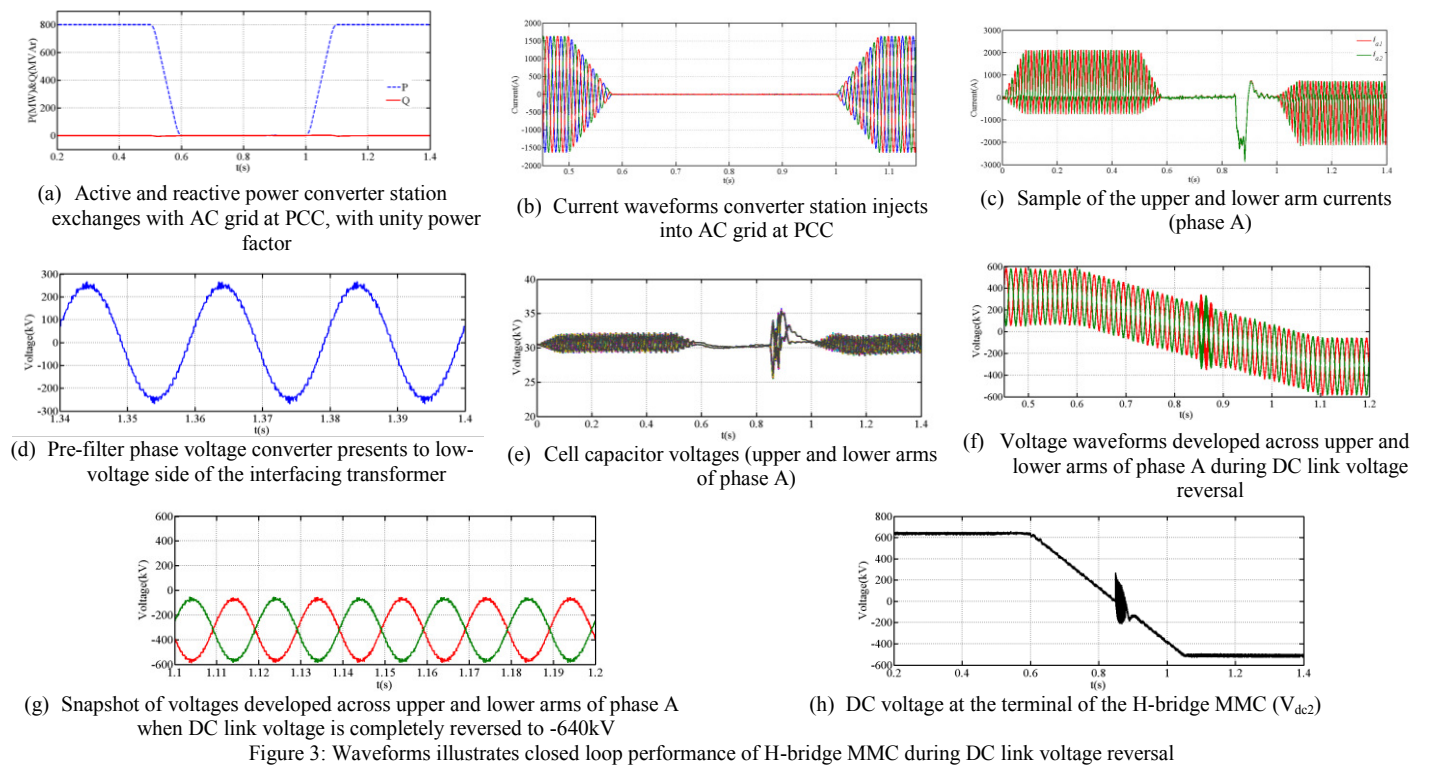 800
600
400
200
0
0.2 0.4 0.6 0.8 1 1.2 1.4
P(MW)&Q(MVAr)
t(s)
P
Q
(a) Active and reactive power converter station
exchanges with AC grid at PCC, with unity power
factor
2000
1500
1000
500
0
-500
-1000
-1500
-2000
0.5 0.6 0.7 0.8 0.9 1 1.1
Current(A)
t(s)
(b) Current waveforms converter station injects
into AC grid at PCC
3000
2000
1000
0
-1000
-2000
-3000
0 0.2 0.4 0.6 0.8 1 1.2 1.4
Current(A)
t(s)
ia1
ia2
(c) Sample of the upper and lower arm currents
(phase A)
300
200
100
0
-100
-200
-300
1.34 1.35 1.36 1.37 1.38 1.39 1.4
Voltage(kV)
t(s)
(d) Pre-filter phase voltage converter presents to low-
voltage side of the interfacing transformer
40
35
30
25
20
0 0.2 0.4 0.6 0.8 1 1.2 1.4
Voltage(kV)
t(s)
(e) Cell capacitor voltages (upper and lower arms
of phase A)
600
400
200
0
-200
-400
-600
0.5 0.6 0.7 0.8 0.9 1 1.1 1.2
Voltage(kV)
t(s)
(f) Voltage waveforms developed across upper and
lower arms of phase A during DC link voltage
reversal
600
400
200
0
-200
-400
-600
1.1 1.11 1.12 1.13 1.14 1.15 1.16 1.17 1.18 1.19 1.2
Voltage(kV)
t(s)
(g) Snapshot of voltages developed across upper and lower arms of phase A
when DC link voltage is completely reversed to -640kV
800
600
400
200
0
-200
-400
-600
0.2 0.4 0.6 0.8 1 1.2 1.4
Voltage(kV)
t(s)
(h) DC voltage at the terminal of the H-bridge MMC (Vdc2)
Figure 3: Waveforms illustrates closed loop performance of H-bridge MMC during DC link voltage reversal